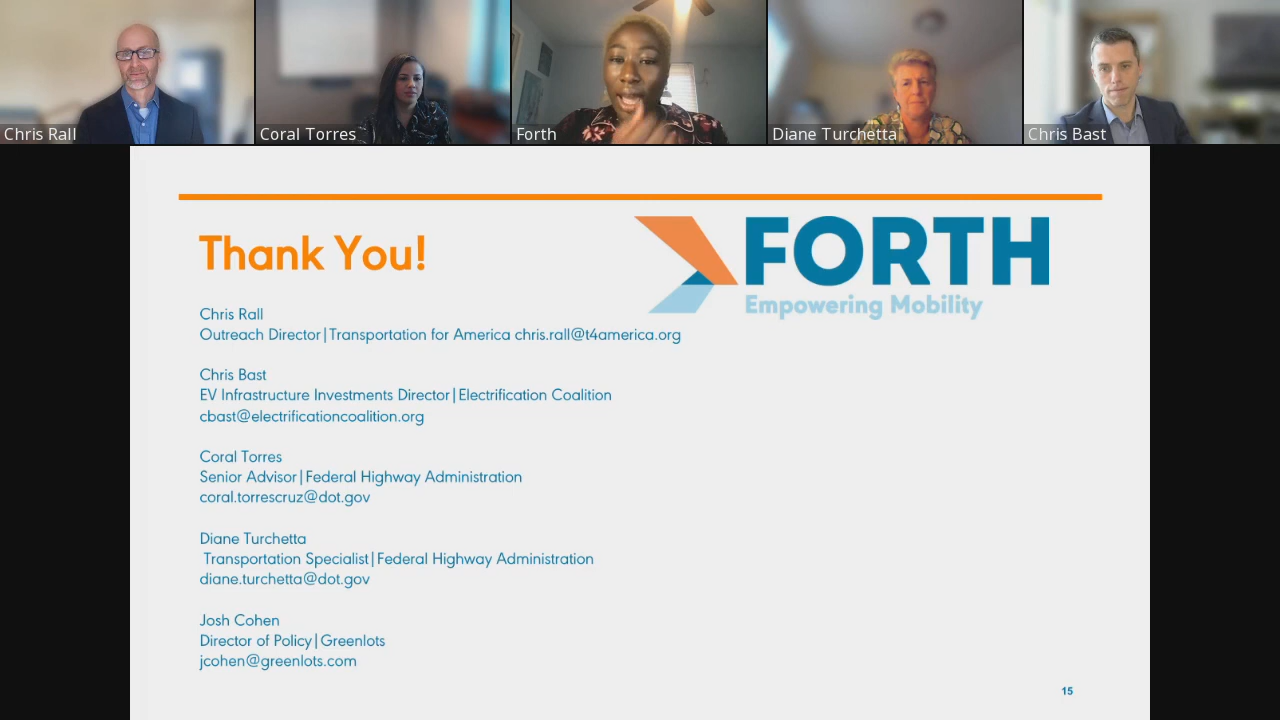 Chris Rall
Coral Torres
Forth
Diane Turchetta
Chris Bast
FORTH
Empowering Mobility
Thank You!
Chris Rall
Outreach Director|Transportation for America chris.rall@t4america.org
Chris Bast
EV Infrastructure Investments Director|Electrification Coalition
cbast@electrificationcoalition.org
Coral Torres
Senior Advisor|Federal Highway Administration
coral.torrescruz@dot.gov
Diane Turchetta
Transportation Specialist|Federal Highway Administration
diane.turchetta@dot.gov
Josh Cohen
Director of Policy|Greenlots
jcohen@greenlots.com
15